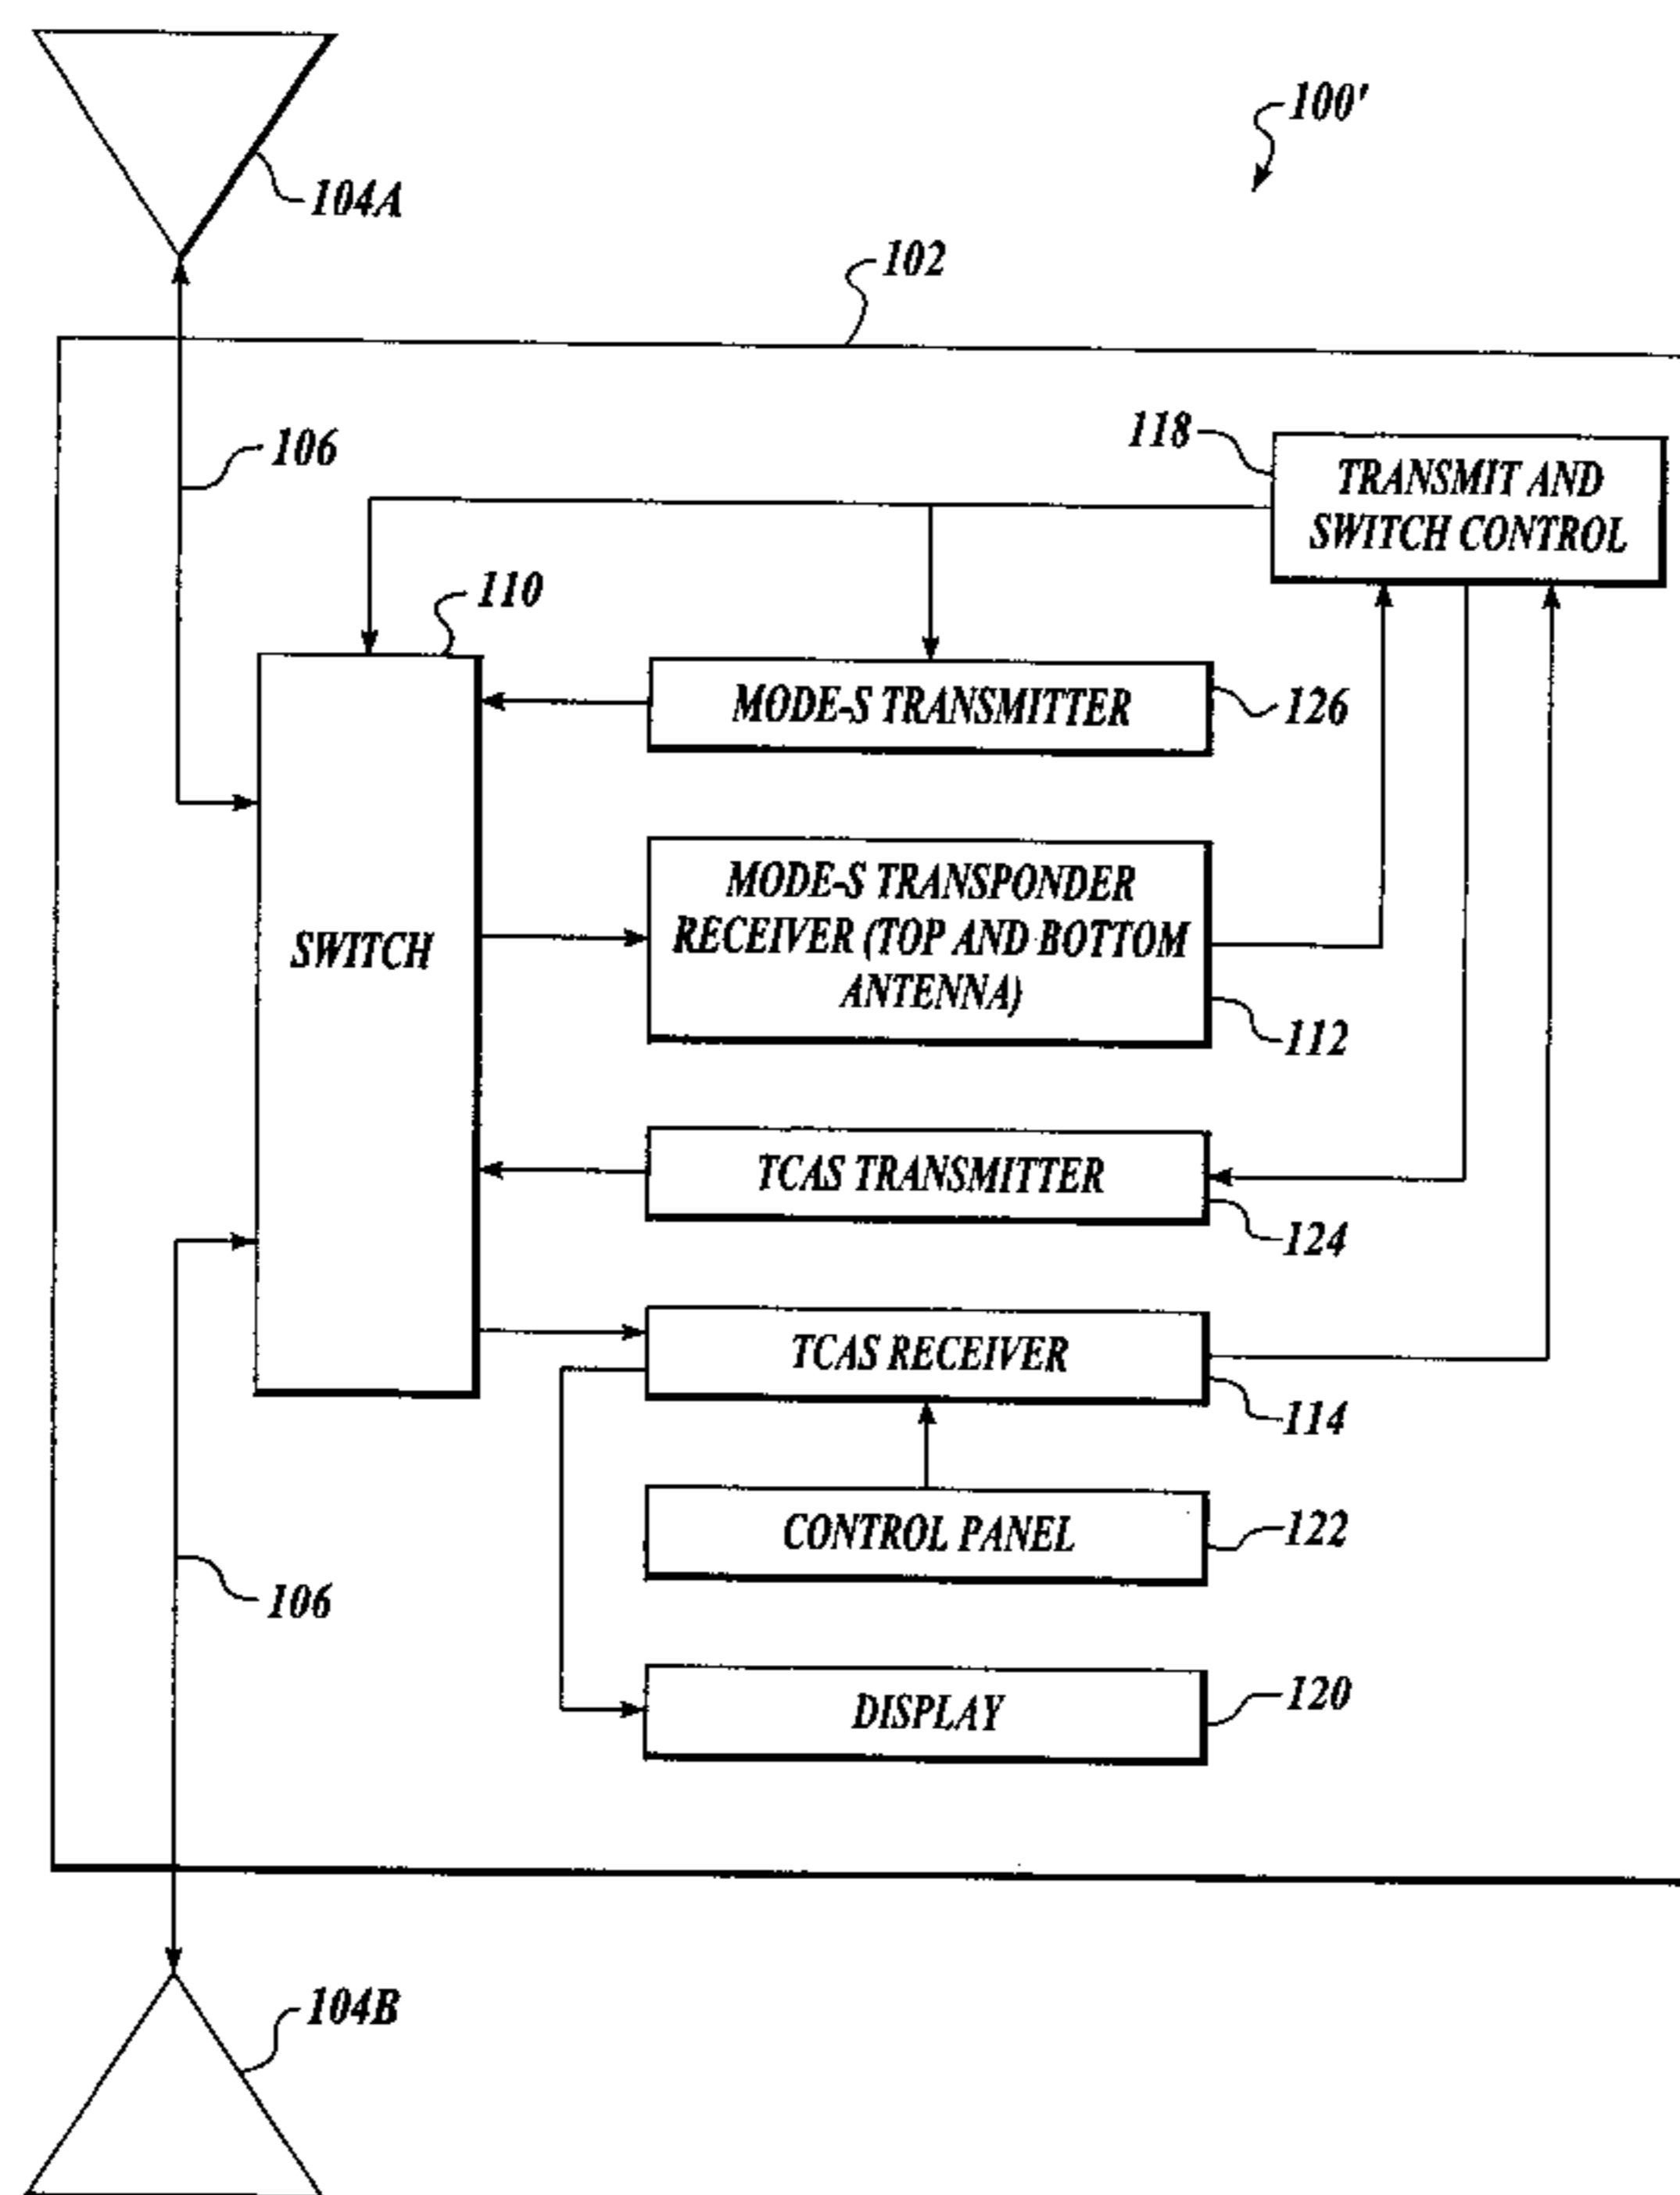 100'
104A
102
106
118
TRANSMIT AND
SWITCH CONTROL
110
MODE-S TRANSMITTER
126
MODE-S TRANSPONDER
RECEIVER (TOP AND BOTTOM
ANTENNA)
SWITCH
112
TCAS TRANSMITTER
124
TCAS RECEIVER
114
CONTROL PANEL
122
106
DISPLAY
120
104B